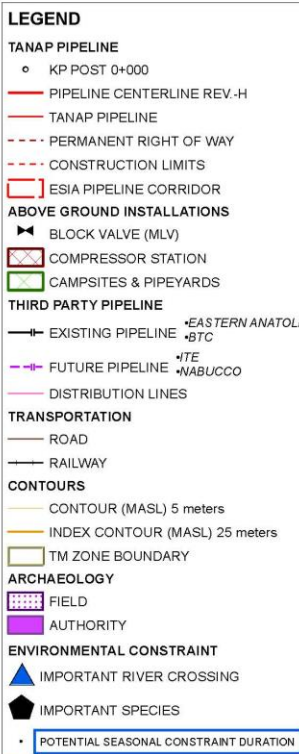 LEGEND
TANAP PIPELINE
KP POST 0+000
PIPELINE CENTERLINE REV.-H
TANAP PIPELINE
PERMANENT RIGHT OF WAY
CONSTRUCTION LIMITS
ESIA PIPELINE CORRIDOR
ABOVE GROUND INSTALLATIONS
BLOCK VALVE (MLV)
COMPRESSOR STATION
CAMPSITES & PIPEYARDS
THIRD PARTY PIPELINE
EXISTING PIPELINE •EASTERN ANATOLI
•BTC
FUTURE PIPELINE •ITE
•NABUCCO
DISTRIBUTION LINES
TRANSPORTATION
ROAD
RAILWAY
CONTOURS
CONTOUR (MASL) 5 meters
INDEX CONTOUR (MASL) 25 meters
TM ZONE BOUNDARY
ARCHAEOLOGY
FIELD
AUTHORITY
ENVIRONMENTAL CONSTRAINT
IMPORTANT RIVER CROSSING
IMPORTANT SPECIES
• POTENTIAL SEASONAL CONSTRAINT DURATION